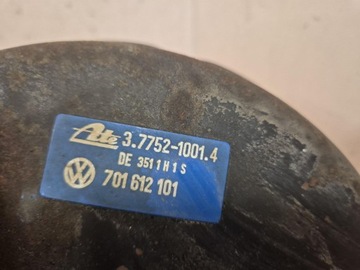 Ate 3.7752-1001.4
DE 3511H1S
VW 701 612 101